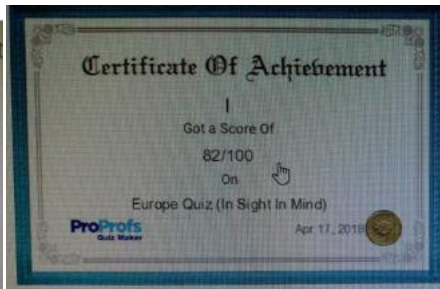 Certificate Of Achievement
I
Got a Score Of
82/100
On
Europe Quiz (In Sight In Mind)
ProProfs
Quiz Maker
Apr 17, 2018